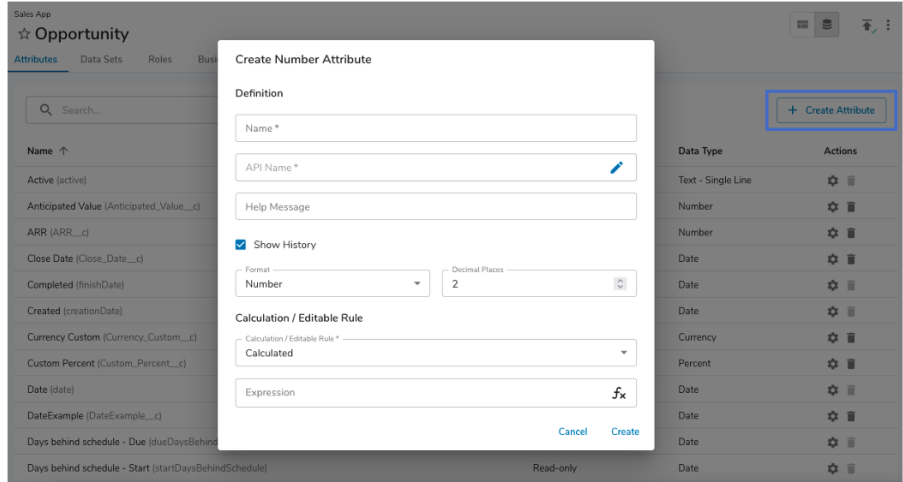 Sales App
Opportunity
Attributes Data Sets Roles Busi
Create Number Attribute
Definition
Search...
+ Create Attribute
Name *
Name ↑ Data Type Actions
API Name *
Active (active) Text - Single Line
Anticipated Value (Anticipated_Value__c) Number
Help Message
ARR (ARR__c) Number
Show History
Close Date (Close_Date__c) Date
Format Decimal Places
Completed (finishDate) Number 2 Date
Created (creationDate) Date
Calculation / Editable Rule
Currency Custom (Currency_Custom__c) Currency
Calculation / Editable Rule *
Calculated
Custom Percent (Custom_Percent__c) Percent
Date (date) Date
Expression fx
DateExample (DateExample__c) Date
Cancel Create
Days behind schedule - Due (dueDaysBehind Date
Days behind schedule - Start (startDaysBehindSchedule) Read-only Date